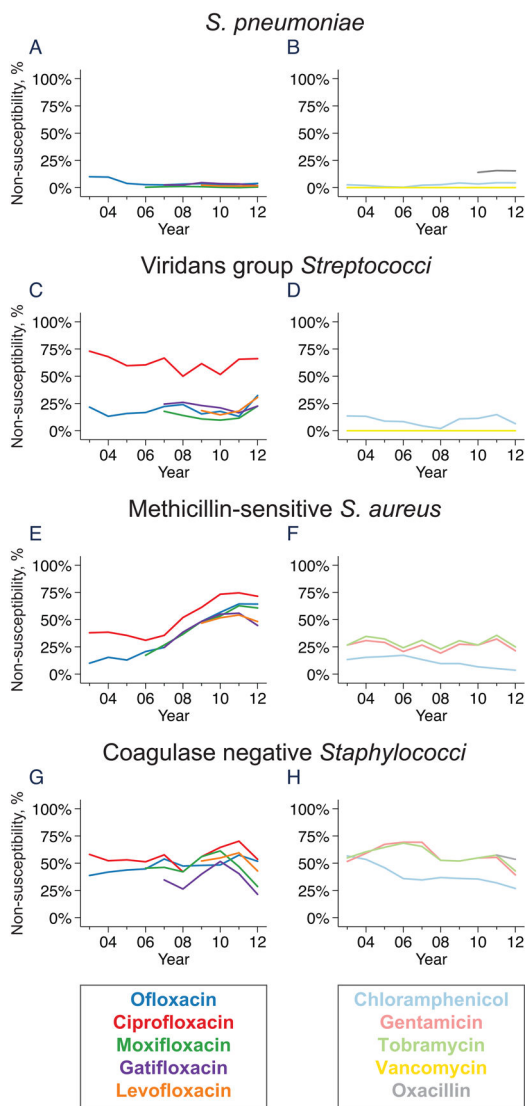 S. pneumoniae
A
B
Non-susceptibility, %
100%
75%
50%
25%
0%
04 06 08 10 12
Year
100%
75%
50%
25%
0%
04 06 08 10 12
Year
Viridans group Streptococci
C
D
Non-susceptibility, %
100%
75%
50%
25%
0%
04 06 08 10 12
Year
100%
75%
50%
25%
0%
04 06 08 10 12
Year
Methicillin-sensitive S. aureus
E
F
Non-susceptibility, %
100%
75%
50%
25%
0%
04 06 08 10 12
Year
100%
75%
50%
25%
0%
04 06 08 10 12
Year
Coagulase negative Staphylococci
G
H
Non-susceptibility, %
100%
75%
50%
25%
0%
04 06 08 10 12
Year
100%
75%
50%
25%
0%
04 06 08 10 12
Year
Ofloxacin
Ciprofloxacin
Moxifloxacin
Gatifloxacin
Levofloxacin
Chloramphenicol
Gentamicin
Tobramycin
Vancomycin
Oxacillin